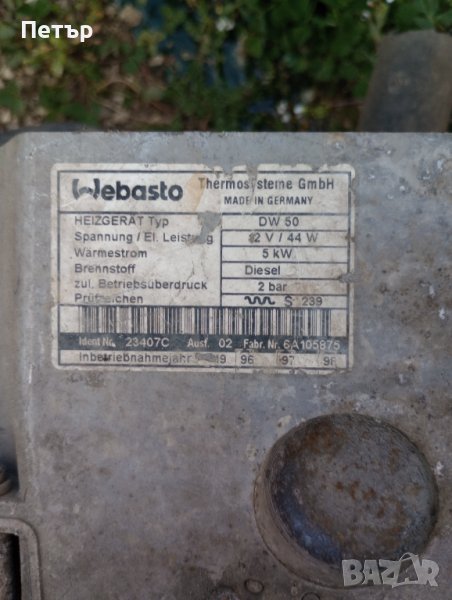 Петър
Webasto Thermosysteme GmbH
MADE IN GERMANY
HEIZGERÄT Typ DW 50
Spannung / El. Leistung 12 V / 44 W
Wärmestrom 5 kW
Brennstoff Diesel
zul. Betriebsüberdruck 2 bar
Prüfzeichen S 239
Ident Nr. 23407C Ausf. 02 Fabr. Nr. 6A105875
Inbetriebnahmejahr 19 96 97 98
BAZAR